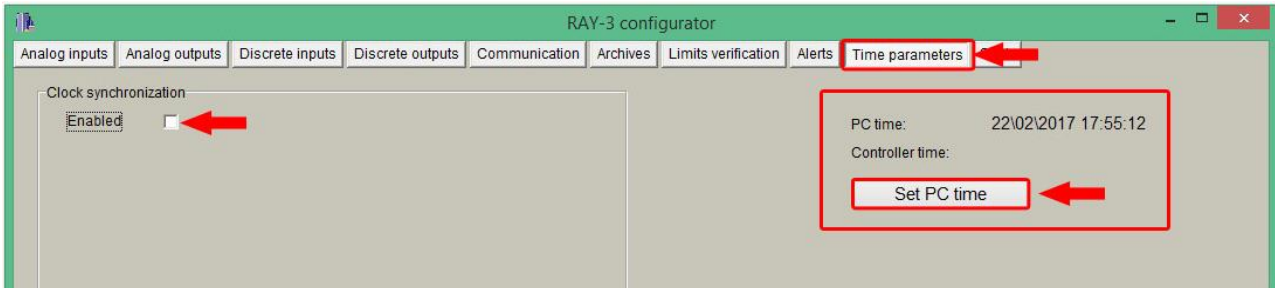 RAY-3 configurator
Analog inputs Analog outputs Discrete inputs Discrete outputs Communication Archives Limits verification Alerts Time parameters
Clock synchronization
Enabled
PC time: 22\02\2017 17:55:12
Controller time:
Set PC time